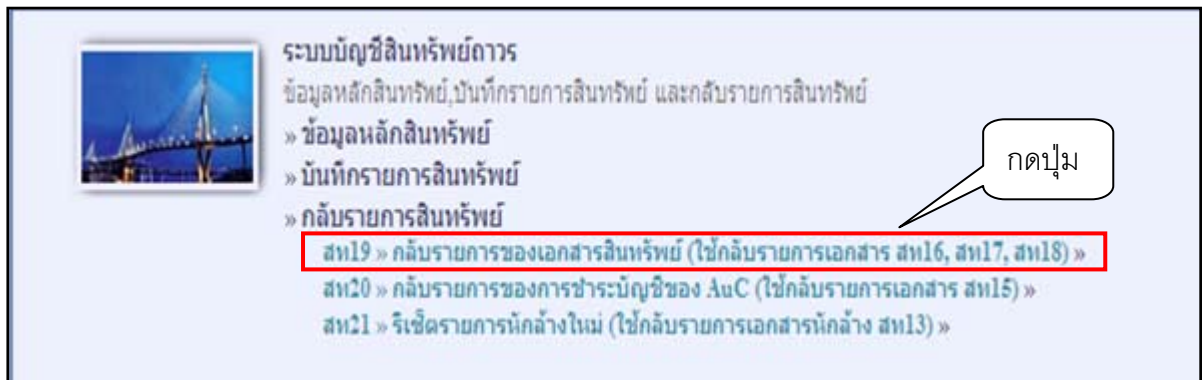 ระบบบัญชีสินทรัพย์ถาวร
ข้อมูลหลักสินทรัพย์,บันทึกรายการสินทรัพย์ และกลับรายการสินทรัพย์
» ข้อมูลหลักสินทรัพย์
» บันทึกรายการสินทรัพย์
» กลับรายการสินทรัพย์
กดปุ่ม
สท19 » กลับรายการของเอกสารสินทรัพย์ (ใช้กลับรายการเอกสาร สท16, สท17, สท18) »
สท20 » กลับรายการของการชำระบัญชีของ AuC (ใช้กลับรายการเอกสาร สท15) »
สท21 » รีเซ็ตรายการหักล้างใหม่ (ใช้กลับรายการเอกสารหักล้าง สท13) »